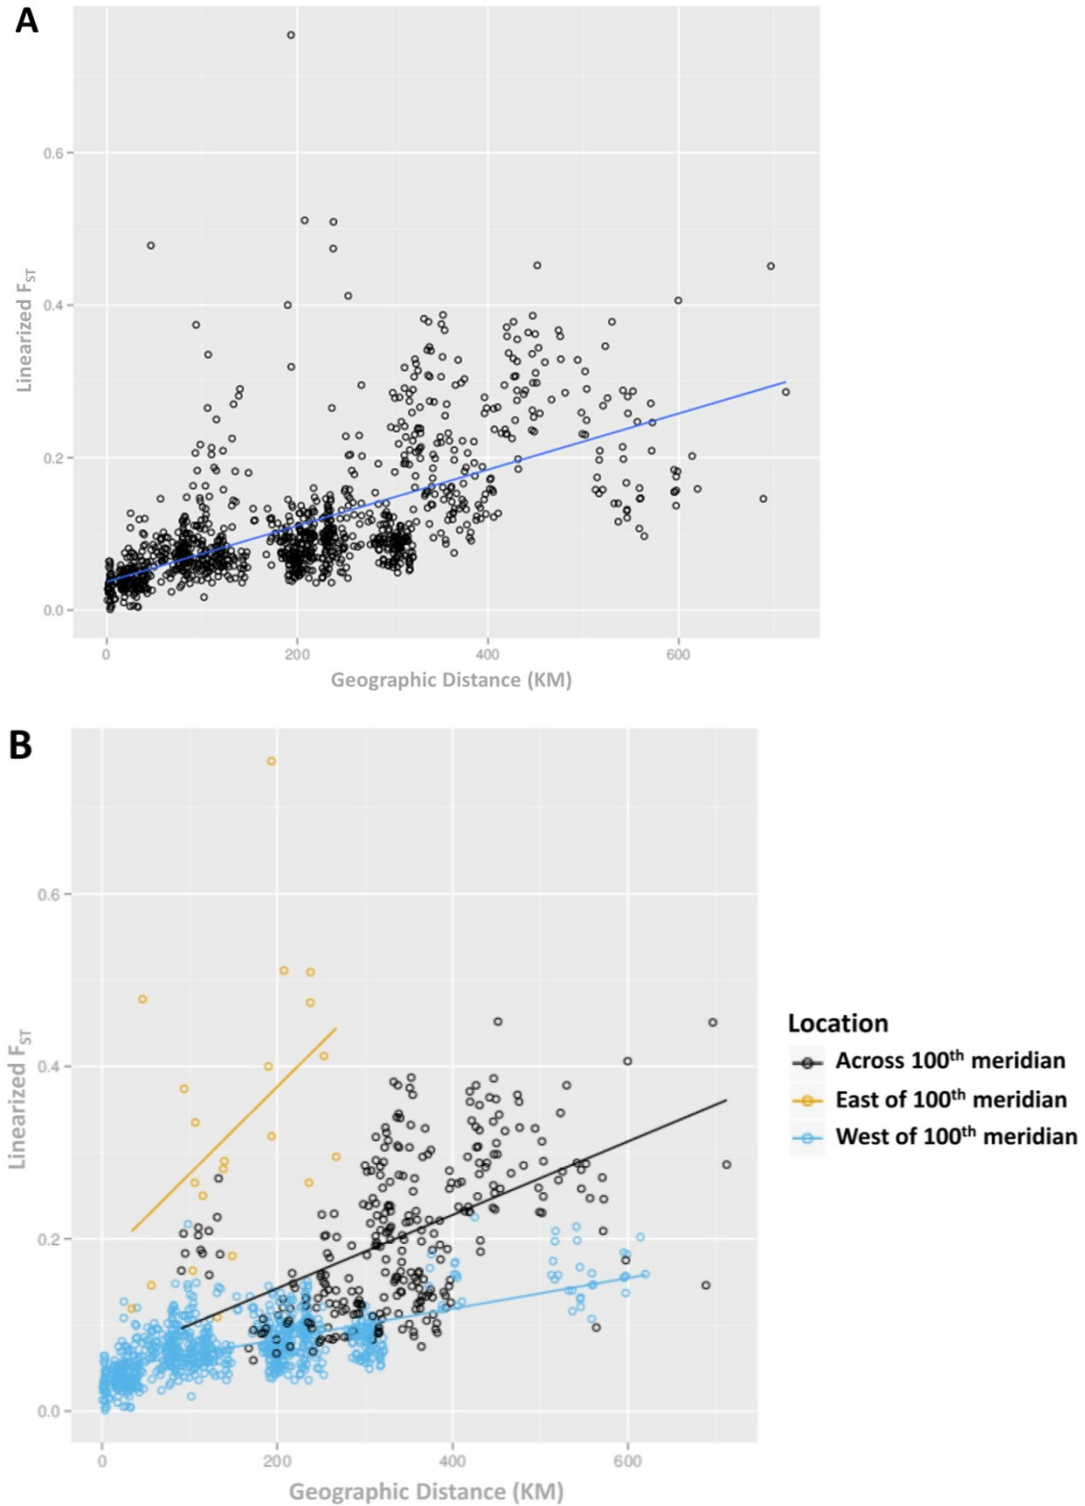 A
0.6
0.4
0.2
0.0
Linearized FST
0 200 400 600
Geographic Distance (KM)
B
0.6
0.4
0.2
0.0
Linearized FST
0 200 400 600
Geographic Distance (KM)
Location
Across 100th meridian
East of 100th meridian
West of 100th meridian